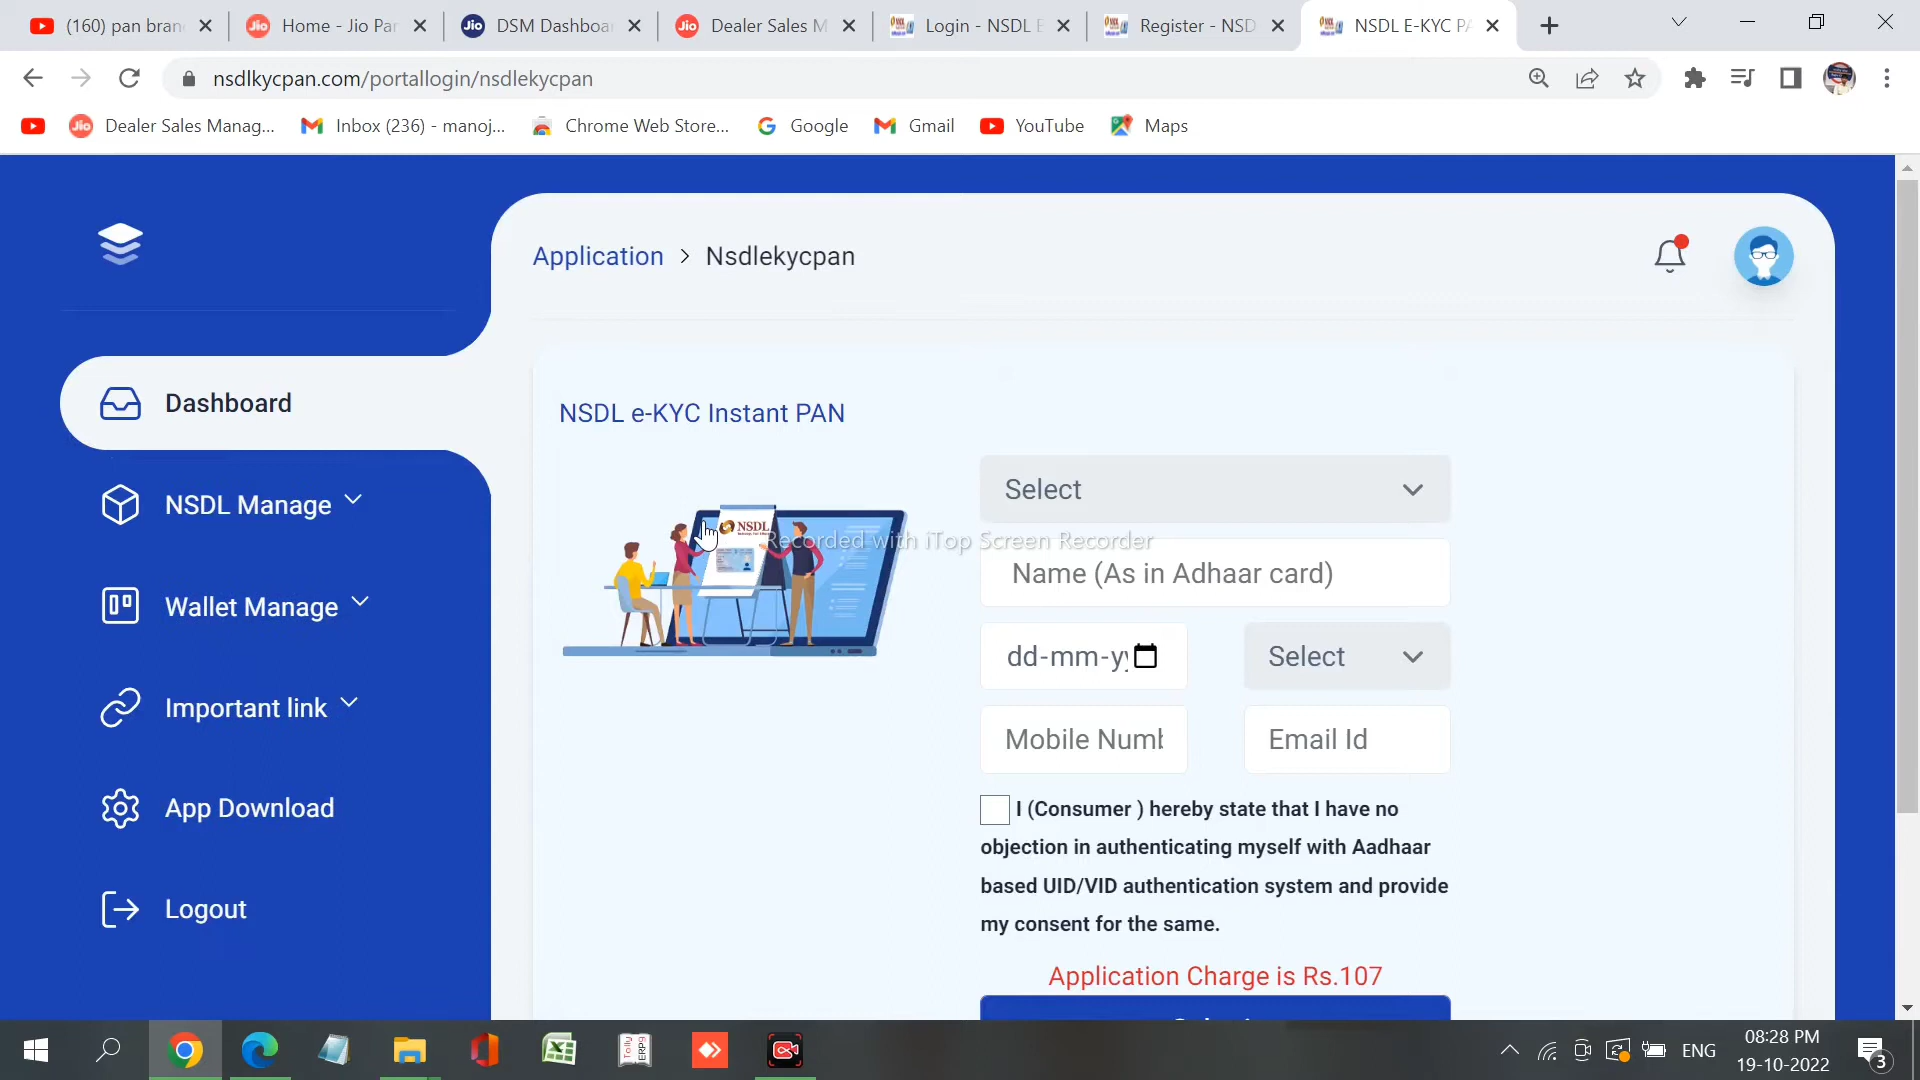 (160) pan bran
Home - Jio Par
DSM Dashboar
Dealer Sales M
Login - NSDL E
Register - NSD
NSDL E-KYC PA
nsdlkycpan.com/portallogin/nsdlekycpan
Dealer Sales Manag...
Inbox (236) - manoj...
Chrome Web Store...
Google
Gmail
YouTube
Maps
Application > Nsdlekycpan
Dashboard
NSDL Manage
Wallet Manage
Important link
App Download
Logout
NSDL e-KYC Instant PAN
NSDL
Select
Recorded with iTop Screen Recorder
Name (As in Adhaar card)
dd-mm-yy
Select
Mobile Numb
Email Id
I (Consumer ) hereby state that I have no
objection in authenticating myself with Aadhaar
based UID/VID authentication system and provide
my consent for the same.
Application Charge is Rs.107
ENG
08:28 PM
19-10-2022
3